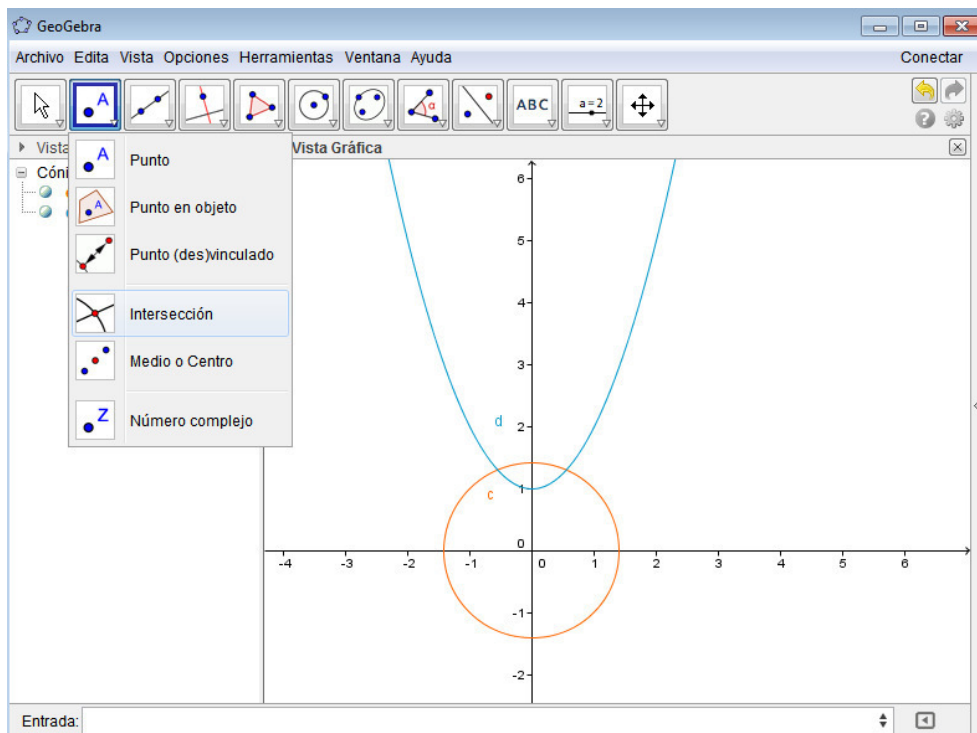 GeoGebra
Archivo Edita Vista Opciones Herramientas Ventana Ayuda Conectar
A α ABC a=2
Vista Vista Gráfica
Cóni
A Punto
A Punto en objeto
Punto (des)vinculado
Intersección
Medio o Centro
Z Número complejo
6
5
4
3
d 2
c 1
0
-4 -3 -2 -1 0 1 2 3 4 5 6
-1
-2
Entrada: